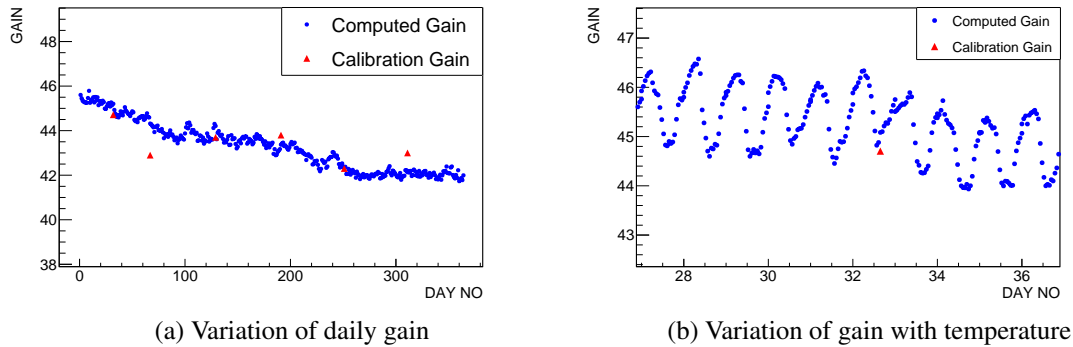 GAIN
48
46
44
42
40
38
Computed Gain
Calibration Gain
0 100 200 300
DAY NO
(a) Variation of daily gain
GAIN
47
46
45
44
43
Computed Gain
Calibration Gain
28 30 32 34 36
DAY NO
(b) Variation of gain with temperature